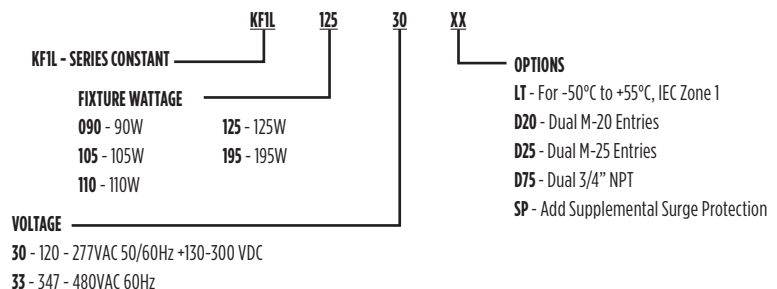 KF1L 125 30 XX
KF1L - SERIES CONSTANT
FIXTURE WATTAGE
090 - 90W 125 - 125W
105 - 105W 195 - 195W
110 - 110W
VOLTAGE
30 - 120 - 277VAC 50/60Hz +130-300 VDC
33 - 347 - 480VAC 60Hz
OPTIONS
LT - For -50°C to +55°C, IEC Zone 1
D20 - Dual M-20 Entries
D25 - Dual M-25 Entries
D75 - Dual 3/4” NPT
SP - Add Supplemental Surge Protection